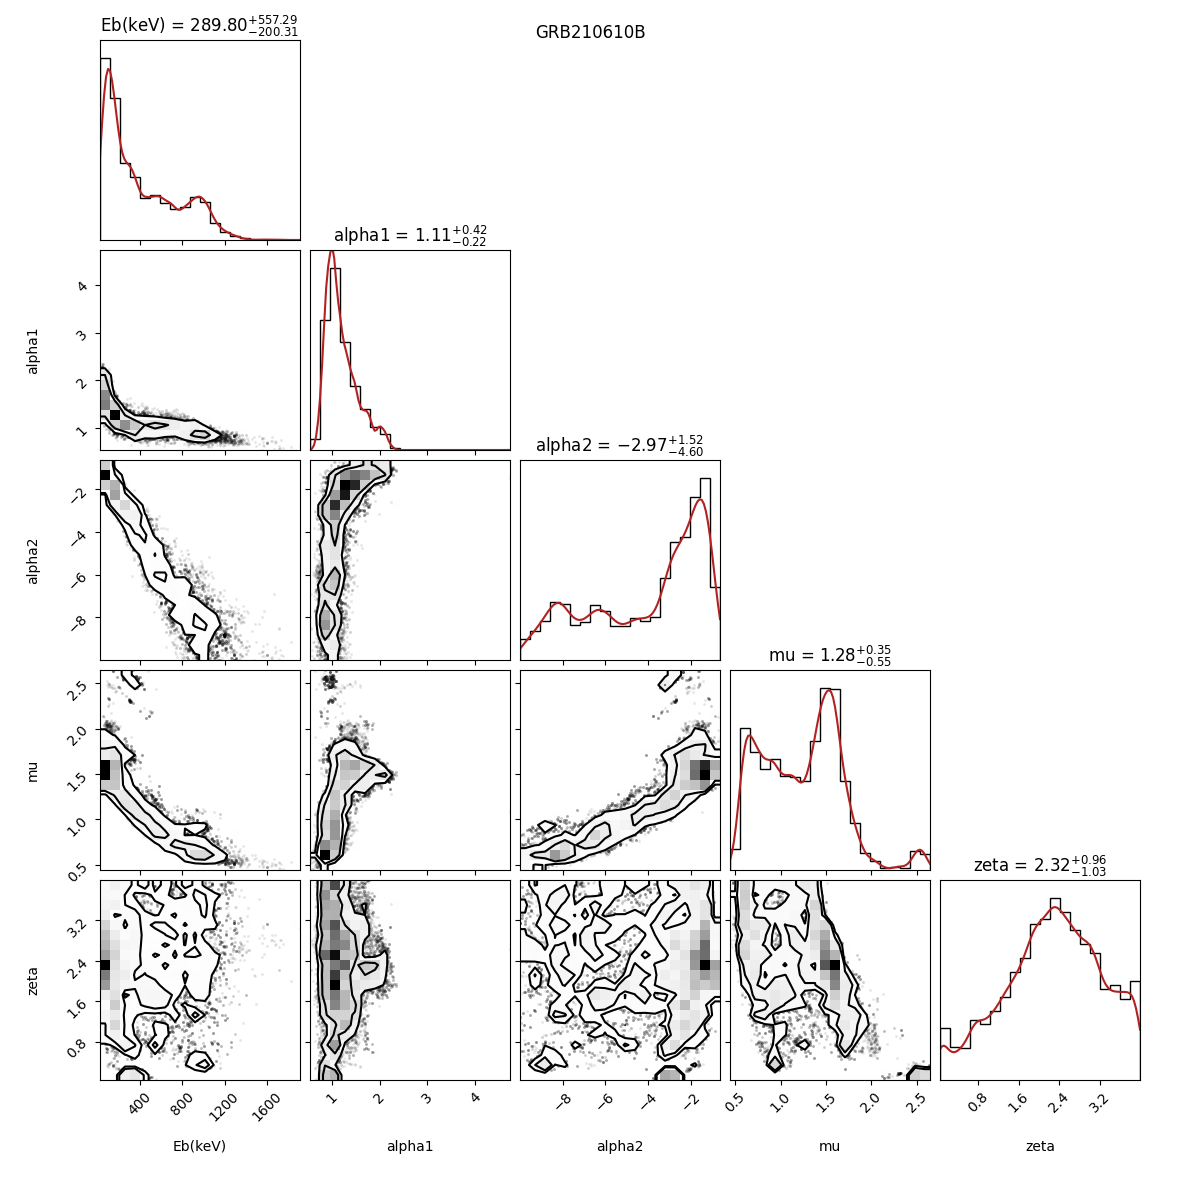 Eb(keV) = 289.80+557.29−200.31
GRB210610B
alpha1 = 1.11+0.42−0.22
4
3
2
1
alpha1
alpha2 = −2.97+1.52−4.60
−2
−4
−6
−8
alpha2
mu = 1.28+0.35−0.55
2.5
2.0
1.5
1.0
0.5
mu
zeta = 2.32+0.96−1.03
3.2
2.4
1.6
0.8
zeta
400 800 1200 1600
1 2 3 4
−8 −6 −4 −2
0.5 1.0 1.5 2.0 2.5
0.8 1.6 2.4 3.2
Eb(keV) alpha1 alpha2 mu zeta